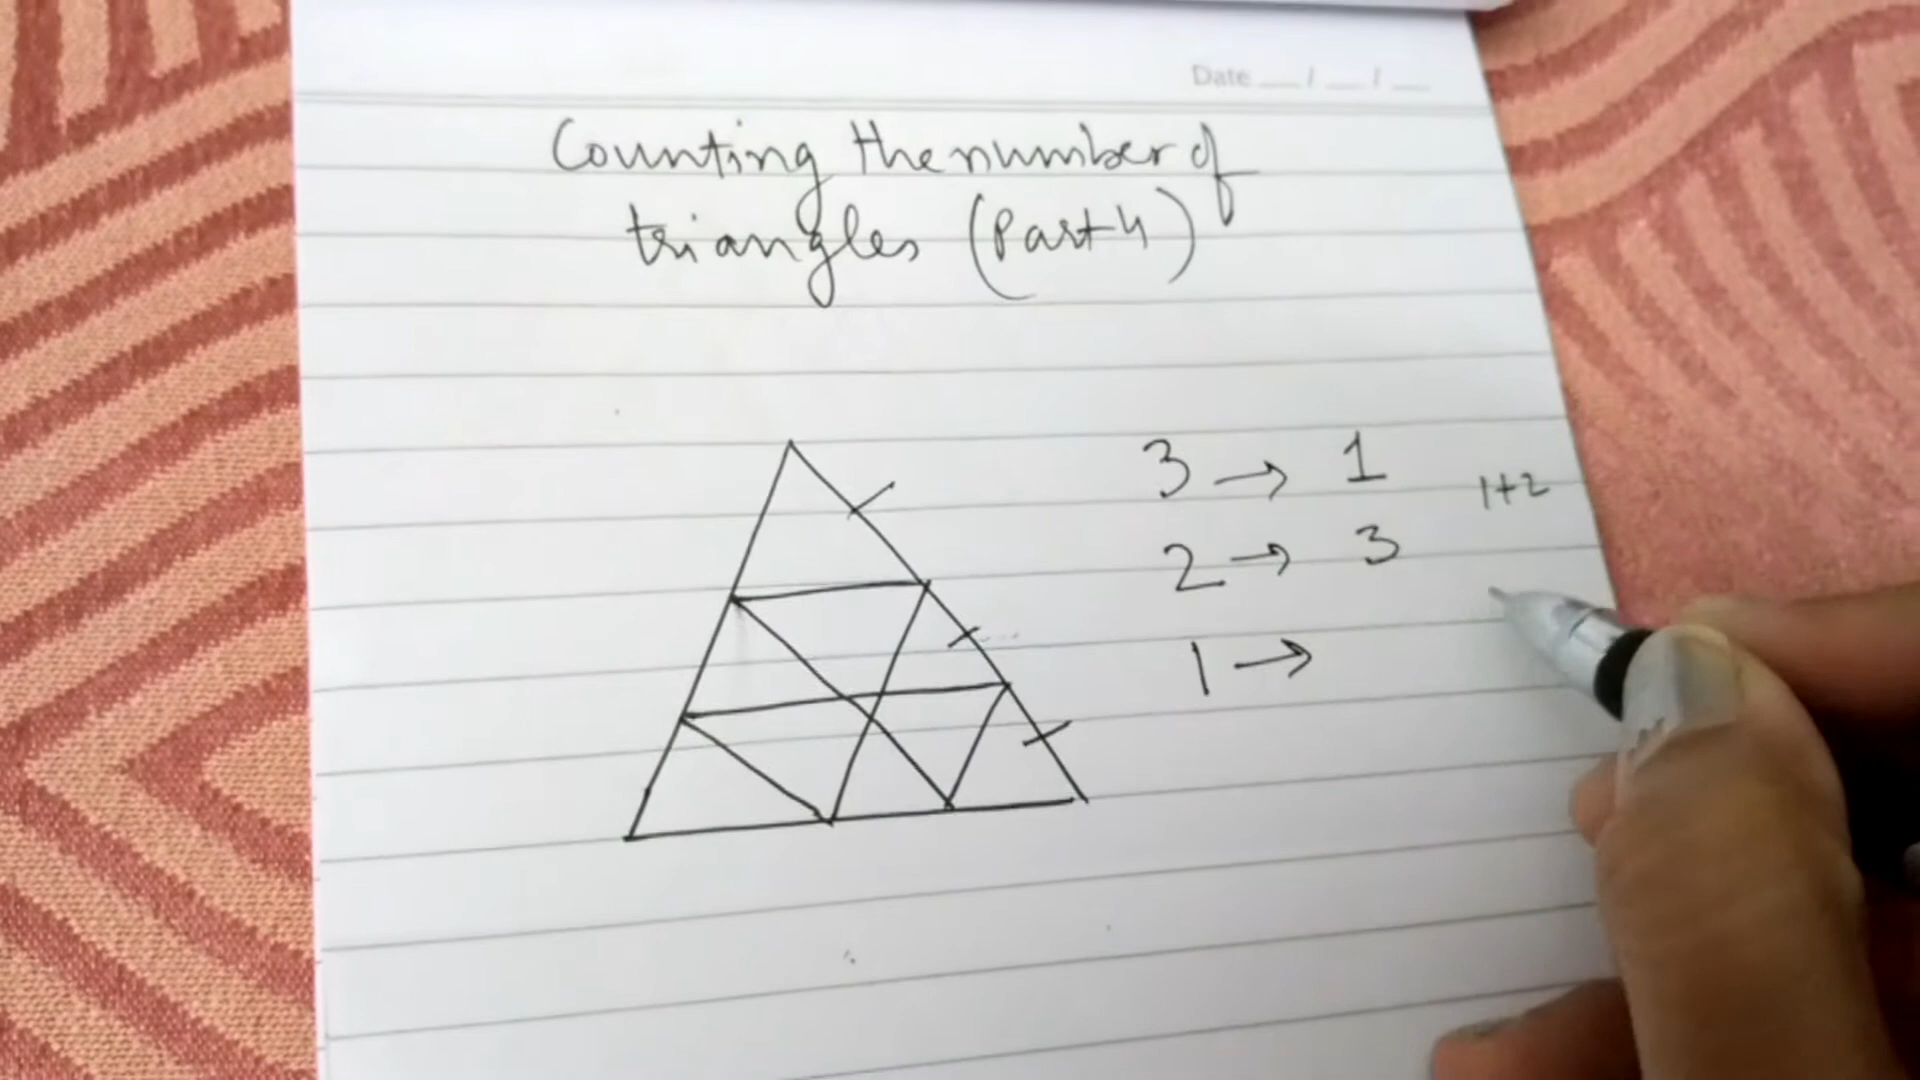 Date __ / __ / __
Counting the number of
triangles (Part 4)
3 → 1
1+2
2 → 3
1 →